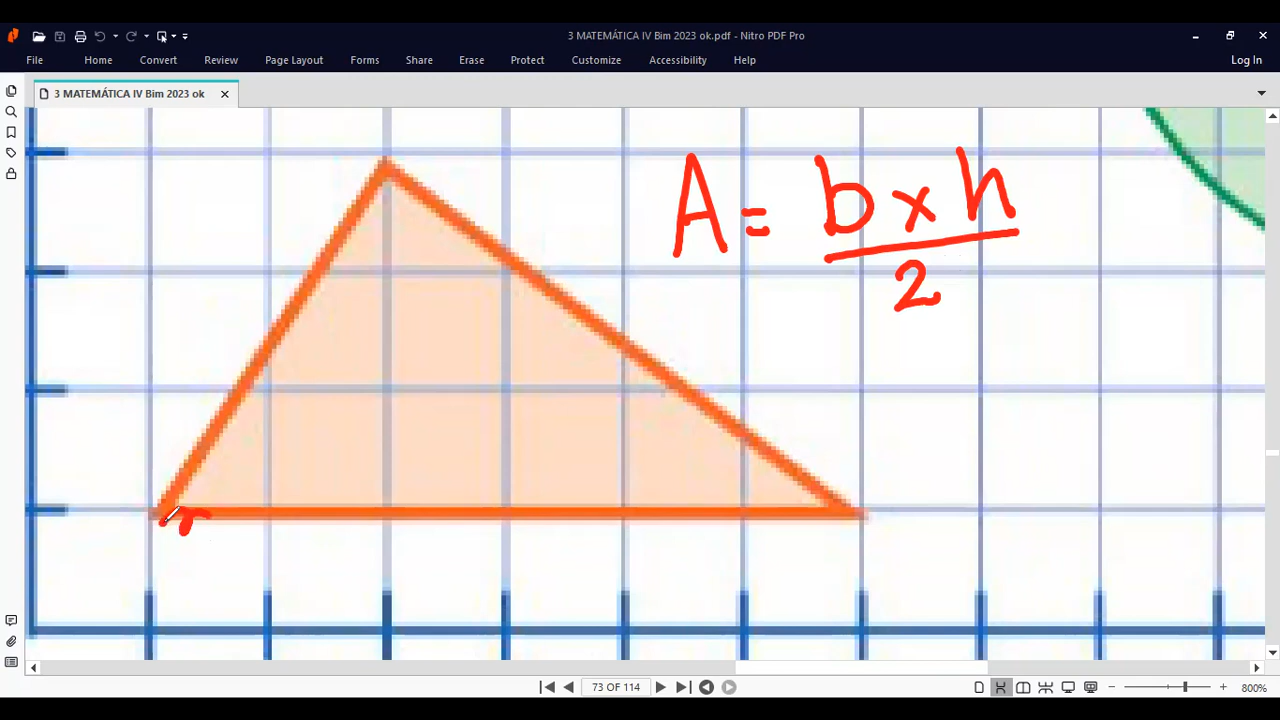 3 MATEMÁTICA IV Bim 2023 ok.pdf - Nitro PDF Pro
File Home Convert Review Page Layout Forms Share Erase Protect Customize Accessibility Help Log In
3 MATEMÁTICA IV Bim 2023 ok
A = b x h
2
73 OF 114
800%